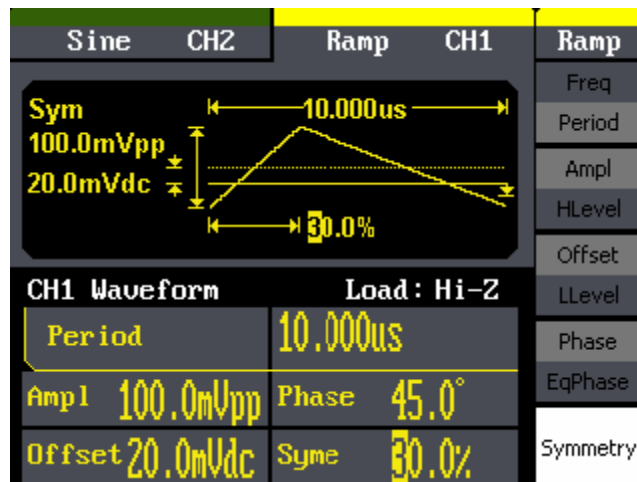 Sine CH2 Ramp CH1 Ramp
Freq
Period
Ampl
HLevel
Offset
LLevel
Phase
EqPhase
Symmetry
Sym
10.000us
100.0mVpp
20.0mVdc
30.0%
CH1 Waveform Load: Hi-Z
Period 10.000us
Ampl 100.0mVpp Phase 45.0°
Offset 20.0mVdc Syme 30.0%